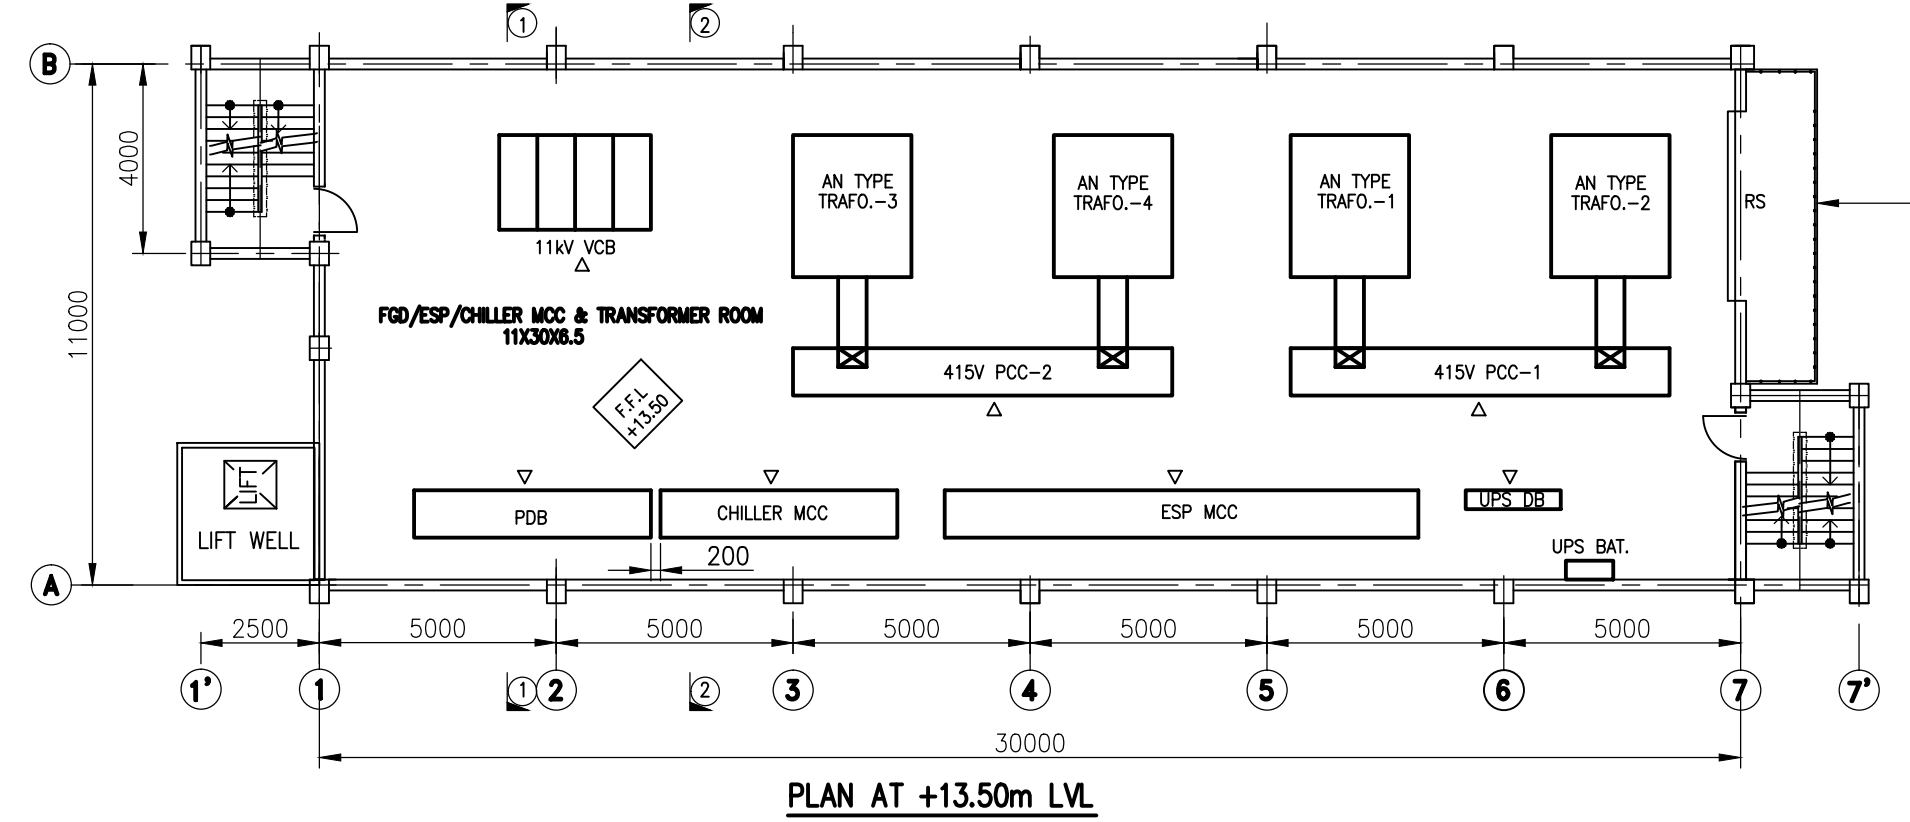 1
2
B
4000
11000
AN TYPE
TRAFO.-3
AN TYPE
TRAFO.-4
AN TYPE
TRAFO.-1
AN TYPE
TRAFO.-2
RS
11kV VCB
FGD/ESP/CHILLER MCC & TRANSFORMER ROOM
11X30X6.5
F.F.L
+13.50
415V PCC-2
415V PCC-1
LIFT
LIFT WELL
PDB
CHILLER MCC
ESP MCC
UPS DB
UPS BAT.
200
A
2500
5000
5000
5000
5000
5000
5000
1'
1
1
2
2
3
4
5
6
7
7'
30000
PLAN AT +13.50m LVL